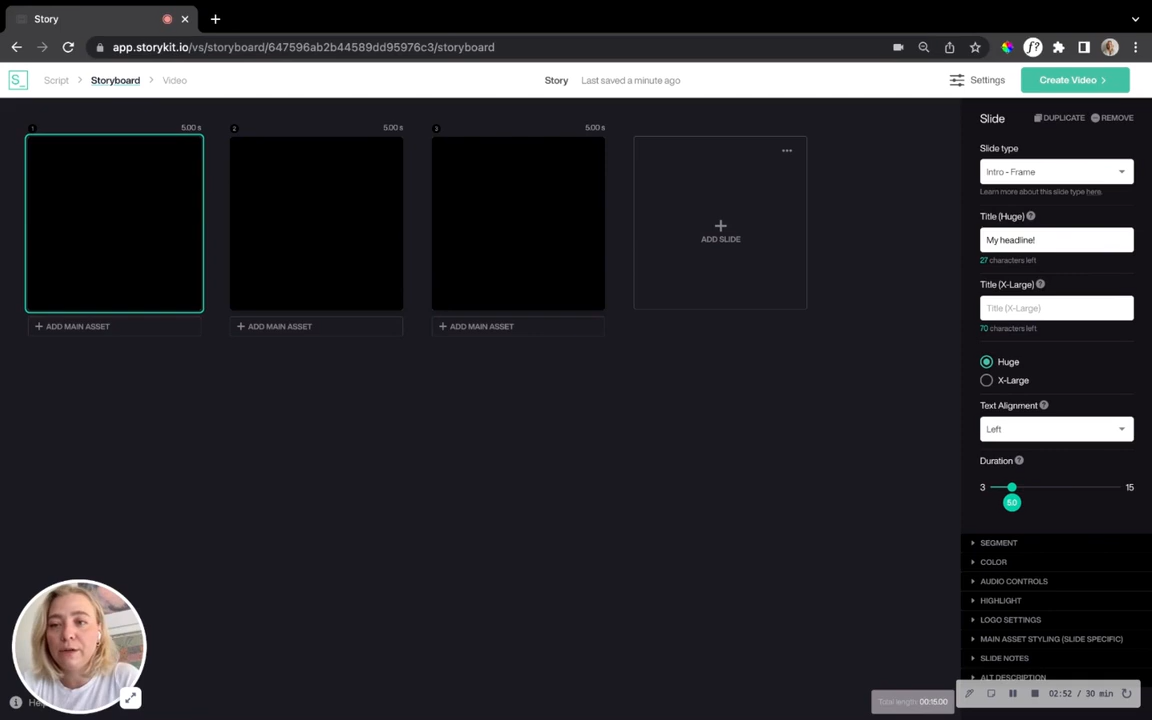 Story
app.storykit.io/vs/storyboard/647596ab2b44589dd95976c3/storyboard
f?
S_
Script
Storyboard
Video
Story
Last saved a minute ago
Settings
Create Video
1
5.00 s
2
5.00 s
3
5.00 s
ADD SLIDE
ADD MAIN ASSET
ADD MAIN ASSET
ADD MAIN ASSET
Slide
DUPLICATE
REMOVE
Slide type
Intro - Frame
Learn more about this slide type here.
Title (Huge)
My headline!
27 characters left
Title (X-Large)
Title (X-Large)
70 characters left
Huge
X-Large
Text Alignment
Left
Duration
3
15
5.0
SEGMENT
COLOR
AUDIO CONTROLS
HIGHLIGHT
LOGO SETTINGS
MAIN ASSET STYLING (SLIDE SPECIFIC)
SLIDE NOTES
ALT DESCRIPTION
Total length: 00:15.00
02:52 / 30 min